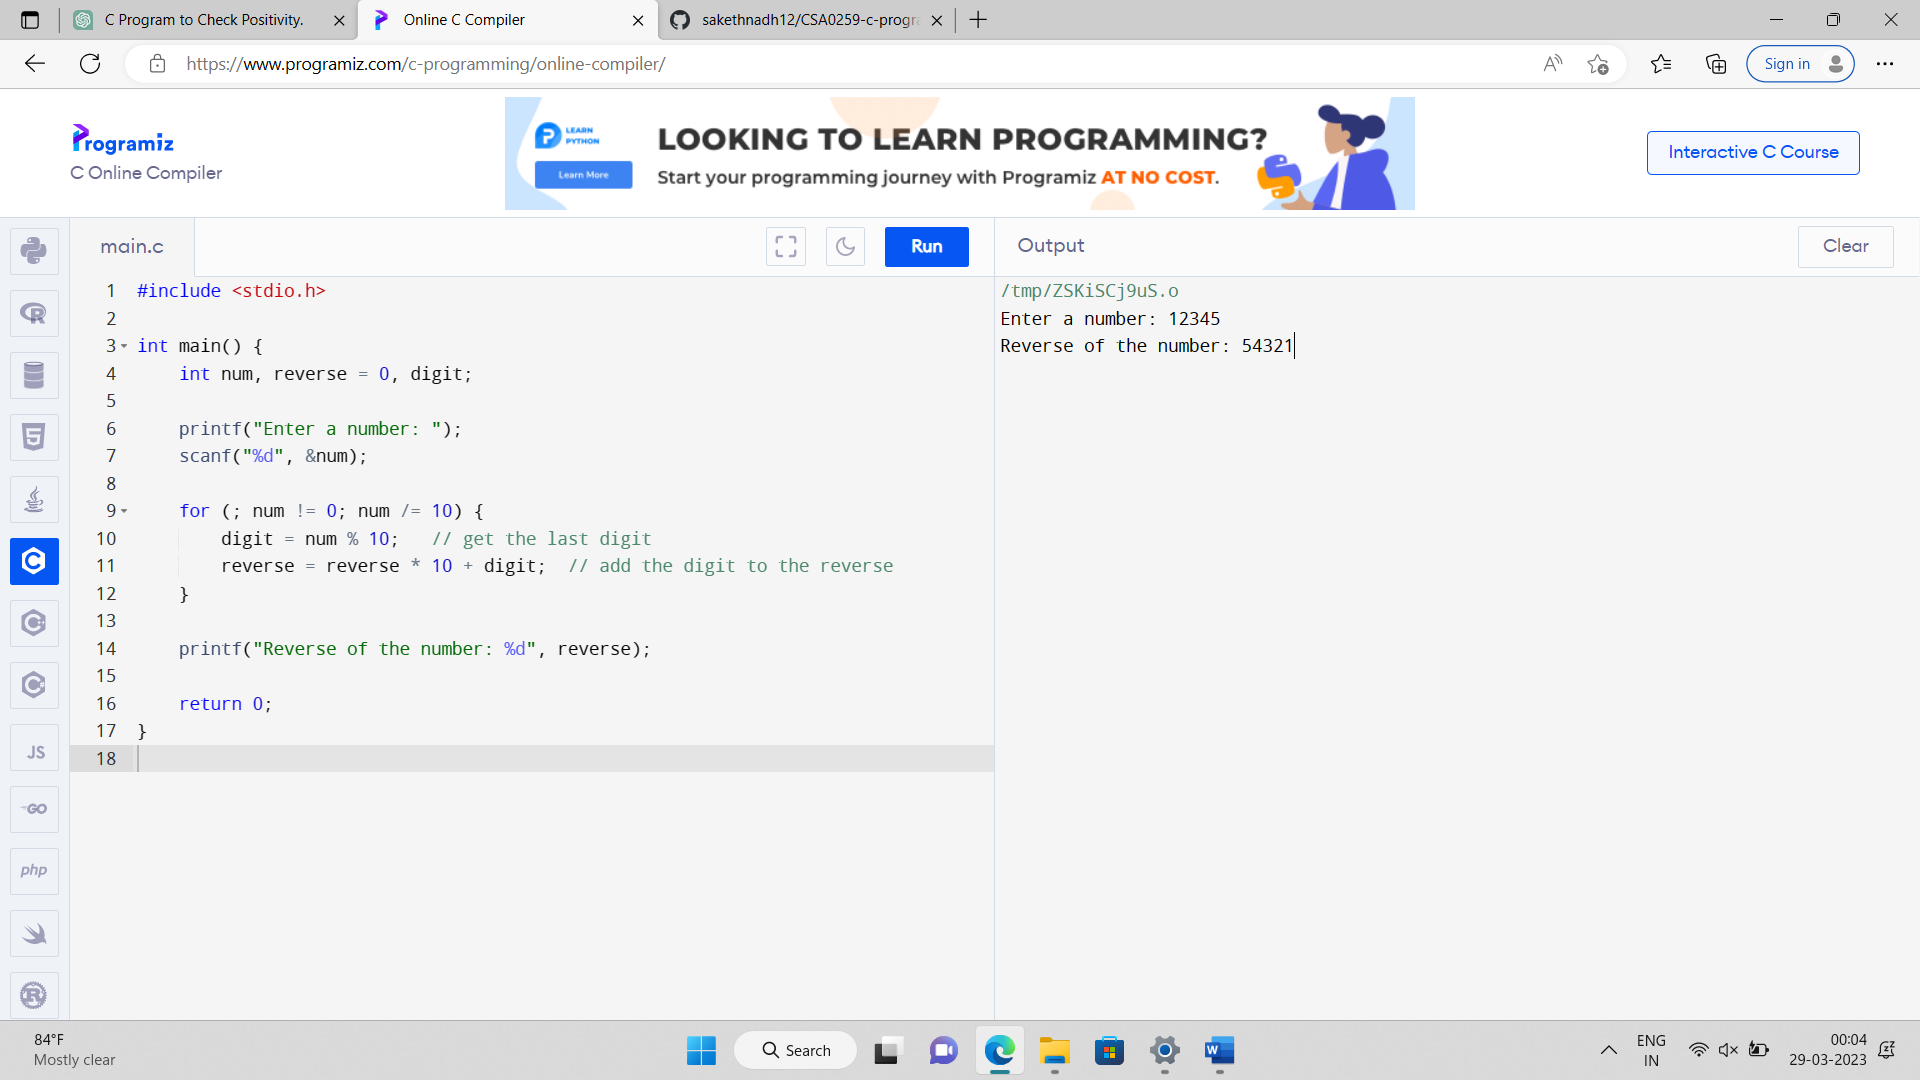 C Program to Check Positivity.
Online C Compiler
sakethnadh12/CSA0259-c-progra
https://www.programiz.com/c-programming/online-compiler/
Sign in
Programiz
C Online Compiler
LEARN PYTHON
Learn More
LOOKING TO LEARN PROGRAMMING?
Start your programming journey with Programiz AT NO COST.
Interactive C Course
main.c
Run
Output
Clear
1 #include <stdio.h>
2
3 int main() {
4     int num, reverse = 0, digit;
5
6     printf("Enter a number: ");
7     scanf("%d", &num);
8
9     for (; num != 0; num /= 10) {
10         digit = num % 10;   // get the last digit
11         reverse = reverse * 10 + digit;  // add the digit to the reverse
12     }
13
14     printf("Reverse of the number: %d", reverse);
15
16     return 0;
17 }
18
/tmp/ZSKiSCj9uS.o
Enter a number: 12345
Reverse of the number: 54321
JS
GO
php
84°F
Mostly clear
Search
ENG
IN
00:04
29-03-2023